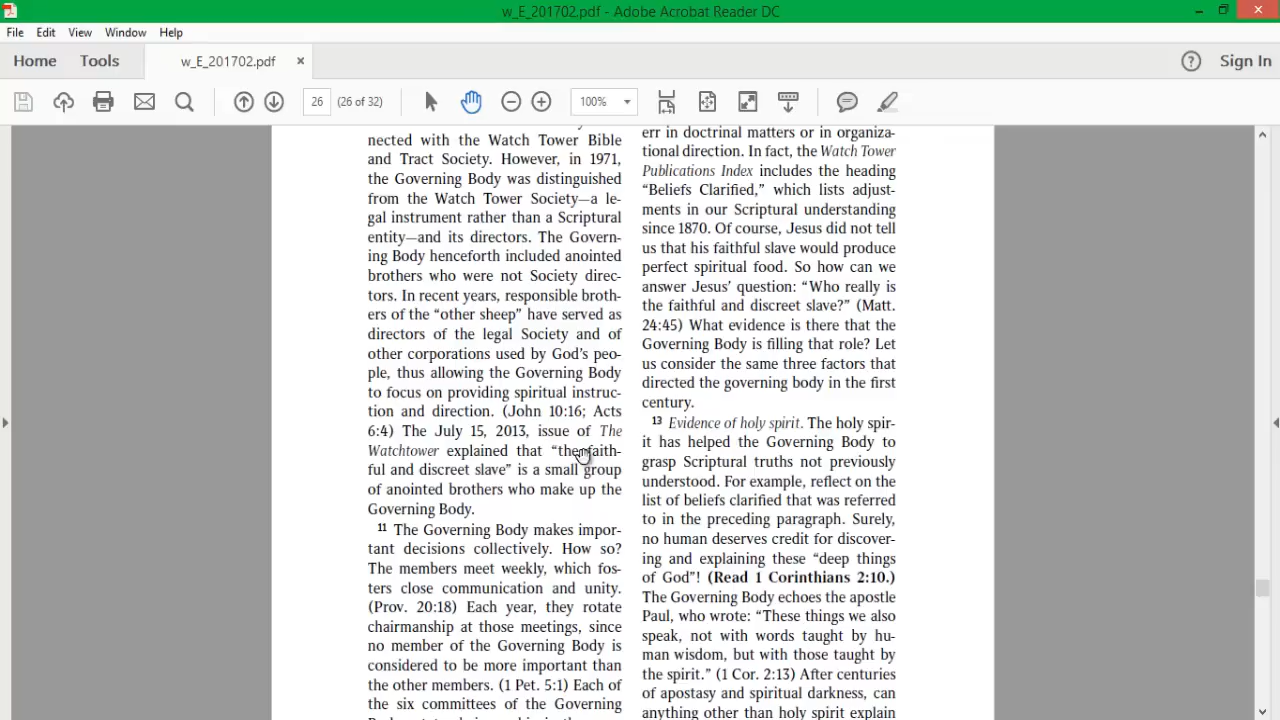 w_E_201702.pdf - Adobe Acrobat Reader DC
File Edit View Window Help
Home Tools w_E_201702.pdf × Sign In
26 (26 of 32) 100%
nected with the Watch Tower Bible
and Tract Society. However, in 1971,
the Governing Body was distinguished
from the Watch Tower Society—a le-
gal instrument rather than a Scriptural
entity—and its directors. The Govern-
ing Body henceforth included anointed
brothers who were not Society direc-
tors. In recent years, responsible broth-
ers of the “other sheep” have served as
directors of the legal Society and of
other corporations used by God’s peo-
ple, thus allowing the Governing Body
to focus on providing spiritual instruc-
tion and direction. (John 10:16; Acts
6:4) The July 15, 2013, issue of The
Watchtower explained that “the faith-
ful and discreet slave” is a small group
of anointed brothers who make up the
Governing Body.
11 The Governing Body makes impor-
tant decisions collectively. How so?
The members meet weekly, which fos-
ters close communication and unity.
(Prov. 20:18) Each year, they rotate
chairmanship at those meetings, since
no member of the Governing Body is
considered to be more important than
the other members. (1 Pet. 5:1) Each of
the six committees of the Governing
err in doctrinal matters or in organiza-
tional direction. In fact, the Watch Tower
Publications Index includes the heading
“Beliefs Clarified,” which lists adjust-
ments in our Scriptural understanding
since 1870. Of course, Jesus did not tell
us that his faithful slave would produce
perfect spiritual food. So how can we
answer Jesus’ question: “Who really is
the faithful and discreet slave?” (Matt.
24:45) What evidence is there that the
Governing Body is filling that role? Let
us consider the same three factors that
directed the governing body in the first
century.
13 Evidence of holy spirit. The holy spir-
it has helped the Governing Body to
grasp Scriptural truths not previously
understood. For example, reflect on the
list of beliefs clarified that was referred
to in the preceding paragraph. Surely,
no human deserves credit for discover-
ing and explaining these “deep things
of God”! (Read 1 Corinthians 2:10.)
The Governing Body echoes the apostle
Paul, who wrote: “These things we also
speak, not with words taught by hu-
man wisdom, but with those taught by
the spirit.” (1 Cor. 2:13) After centuries
of apostasy and spiritual darkness, can
anything other than holy spirit explain